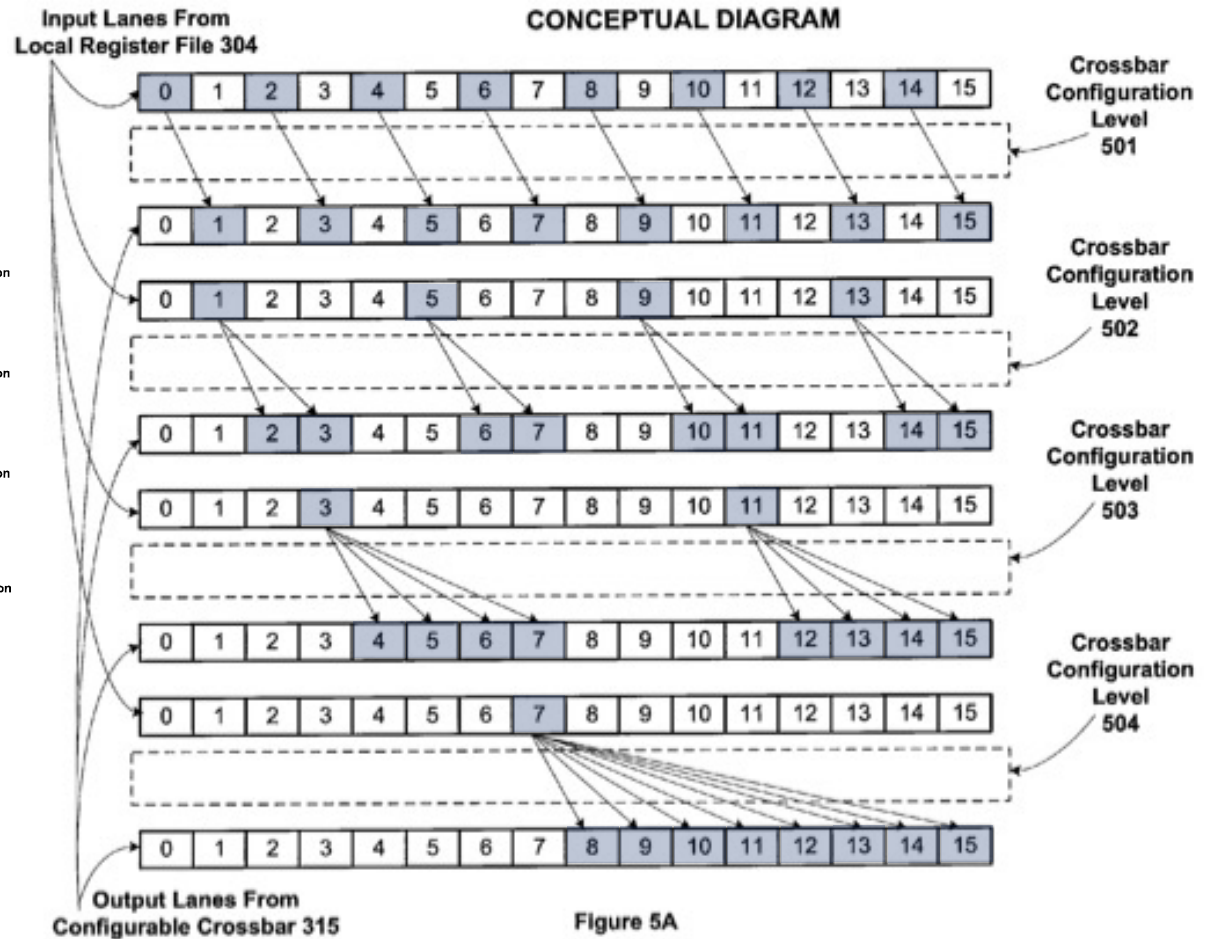 Input Lanes From
Local Register File 304
CONCEPTUAL DIAGRAM
0 1 2 3 4 5 6 7 8 9 10 11 12 13 14 15
Crossbar
Configuration
Level
501
0 1 2 3 4 5 6 7 8 9 10 11 12 13 14 15
Crossbar
Configuration
Level
502
on
0 1 2 3 4 5 6 7 8 9 10 11 12 13 14 15
on
0 1 2 3 4 5 6 7 8 9 10 11 12 13 14 15
Crossbar
Configuration
Level
503
on
0 1 2 3 4 5 6 7 8 9 10 11 12 13 14 15
on
0 1 2 3 4 5 6 7 8 9 10 11 12 13 14 15
Crossbar
Configuration
Level
504
0 1 2 3 4 5 6 7 8 9 10 11 12 13 14 15
0 1 2 3 4 5 6 7 8 9 10 11 12 13 14 15
Output Lanes From
Configurable Crossbar 315
Figure 5A